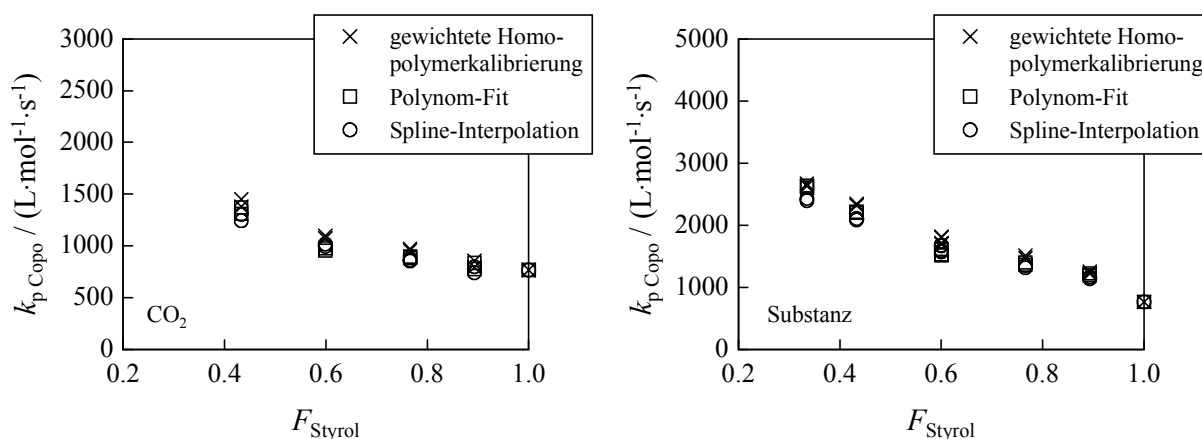 3000
2500
2000
1500
1000
500
0
k_p Copo / (L·mol⁻¹·s⁻¹)
gewichtete Homo-
polymerkalibrierung
Polynom-Fit
Spline-Interpolation
CO₂
0.2 0.4 0.6 0.8 1.0
F_Styrol
5000
4000
3000
2000
1000
0
k_p Copo / (L·mol⁻¹·s⁻¹)
gewichtete Homo-
polymerkalibrierung
Polynom-Fit
Spline-Interpolation
Substanz
0.2 0.4 0.6 0.8 1.0
F_Styrol